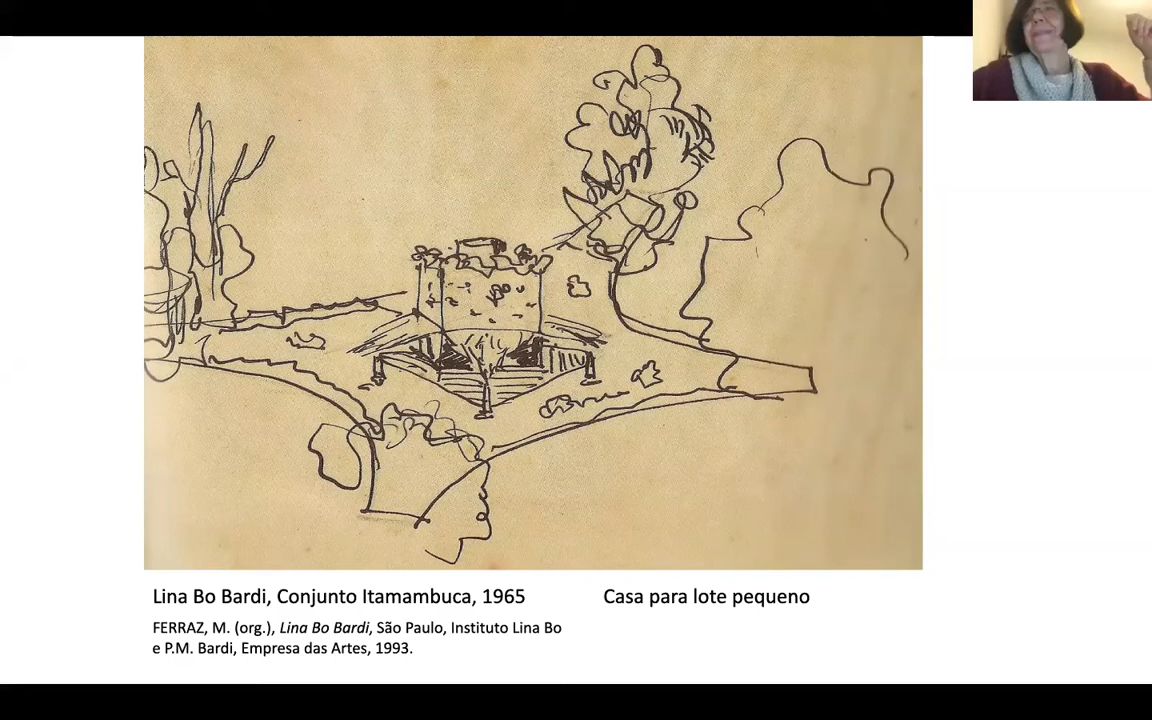 Lina Bo Bardi, Conjunto Itamambuca, 1965
Casa para lote pequeno
FERRAZ, M. (org.), Lina Bo Bardi, São Paulo, Instituto Lina Bo
e P.M. Bardi, Empresa das Artes, 1993.